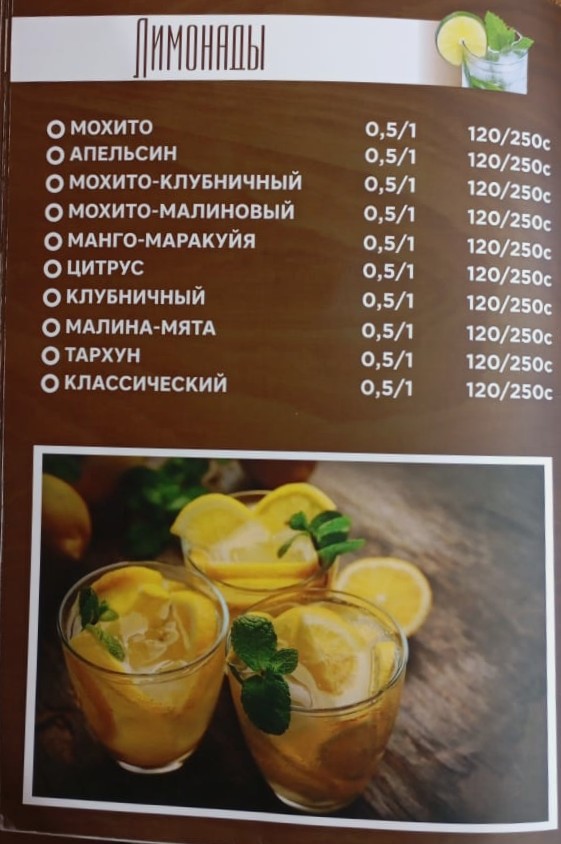 Лимонады
МОХИТО 0,5/1 120/250с
АПЕЛЬСИН 0,5/1 120/250с
МОХИТО-КЛУБНИЧНЫЙ 0,5/1 120/250с
МОХИТО-МАЛИНОВЫЙ 0,5/1 120/250с
МАНГО-МАРАКУЙЯ 0,5/1 120/250с
ЦИТРУС 0,5/1 120/250с
КЛУБНИЧНЫЙ 0,5/1 120/250с
МАЛИНА-МЯТА 0,5/1 120/250с
ТАРХУН 0,5/1 120/250с
КЛАССИЧЕСКИЙ 0,5/1 120/250с